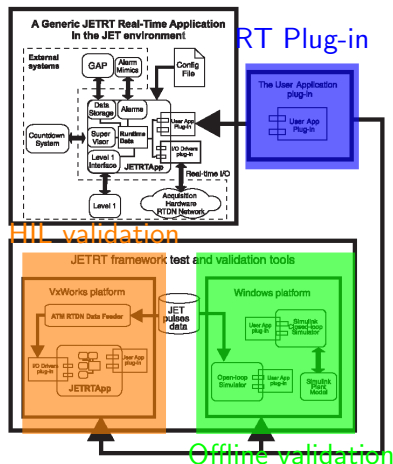 A Generic JETRT Real-Time Application
in the JET environment
RT Plug-in
External
systems
GAP
Alarm
Mimics
Config
File
The User Application
plug-in
User App
Plug-in
Data
Storage
Alarms
User App
Plug-in
Countdown
System
Super
Visor
Runtime
Data
I/O Drivers
plug-in
Level 1
Interface
JETRTApp
Real-time I/O
Level 1
Acquisition
Hardware
RTDN Network
HIL validation
JETRT framework test and validation tools
VxWorks platform
Windows platform
ATM RTDN Data Feeder
JET
pulses
data
User App
plug-in
Simulink
Closed-loop
Simulator
I/O Drivers
plug-in
User App
plug-in
JETRTApp
Open-loop
Simulator
User App
plug-in
Simulink
Plant
Model
Offline validation